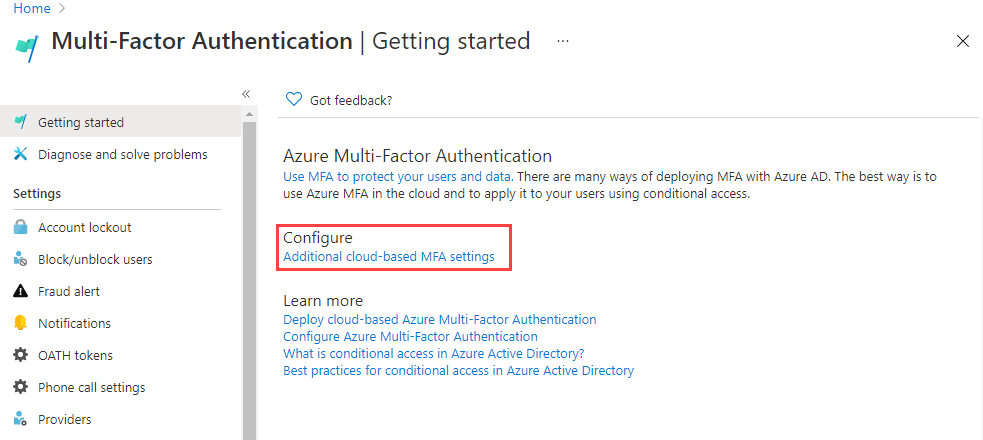 Home >
Multi-Factor Authentication | Getting started ...
«
Getting started
Diagnose and solve problems
Settings
Account lockout
Block/unblock users
Fraud alert
Notifications
OATH tokens
Phone call settings
Providers
Got feedback?
Azure Multi-Factor Authentication
Use MFA to protect your users and data. There are many ways of deploying MFA with Azure AD. The best way is to
use Azure MFA in the cloud and to apply it to your users using conditional access.
Configure
Additional cloud-based MFA settings
Learn more
Deploy cloud-based Azure Multi-Factor Authentication
Configure Azure Multi-Factor Authentication
What is conditional access in Azure Active Directory?
Best practices for conditional access in Azure Active Directory